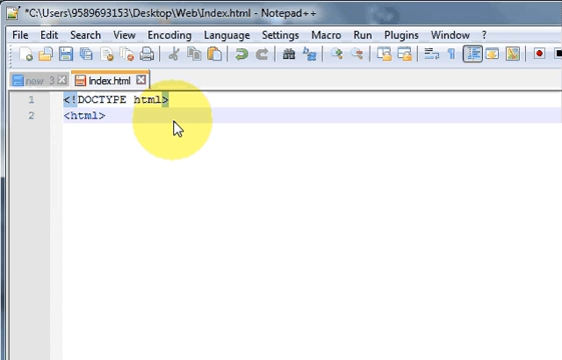 *C:\Users\9589693153\Desktop\Web\Index.html - Notepad++
File Edit Search View Encoding Language Settings Macro Run Plugins Window ?
new 3 Index.html
1 <!DOCTYPE html>
2 <html>